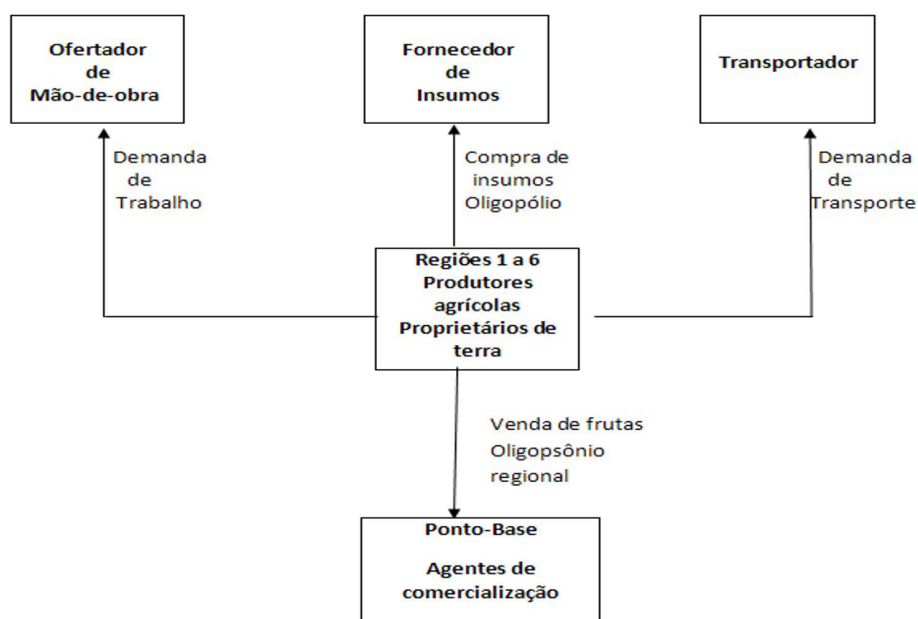 Ofertador
de
Mão-de-obra
Fornecedor
de
Insumos
Transportador
Demanda
de
Trabalho
Compra de
insumos
Oligopólio
Demanda
de
Transporte
Regiões 1 a 6
Produtores
agrícolas
Proprietários de
terra
Venda de frutas
Oligopsônio
regional
Ponto-Base
Agentes de
comercialização